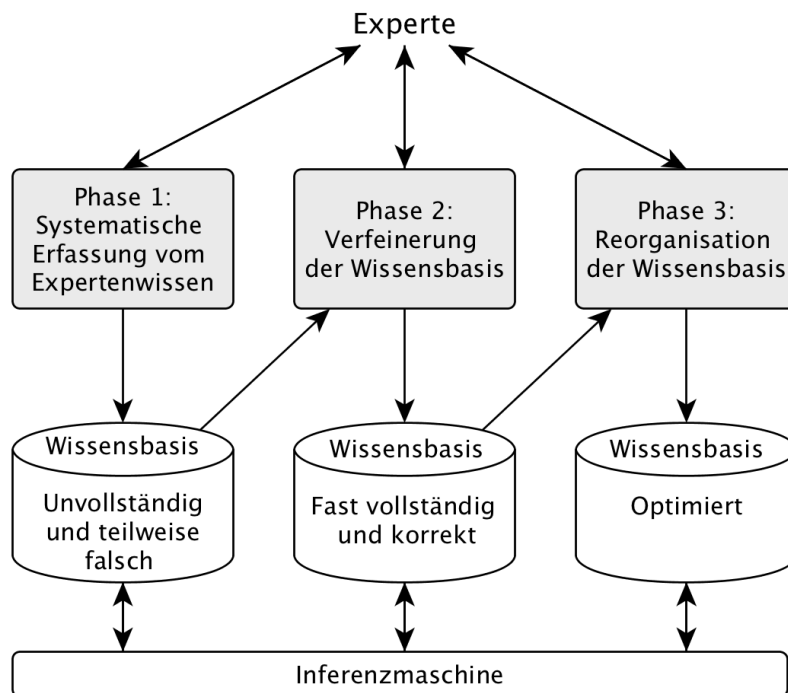 Experte
Phase 1:
Systematische
Erfassung vom
Expertenwissen
Phase 2:
Verfeinerung
der Wissensbasis
Phase 3:
Reorganisation
der Wissensbasis
Wissensbasis
Unvollständig
und teilweise
falsch
Wissensbasis
Fast vollständig
und korrekt
Wissensbasis
Optimiert
Inferenzmaschine